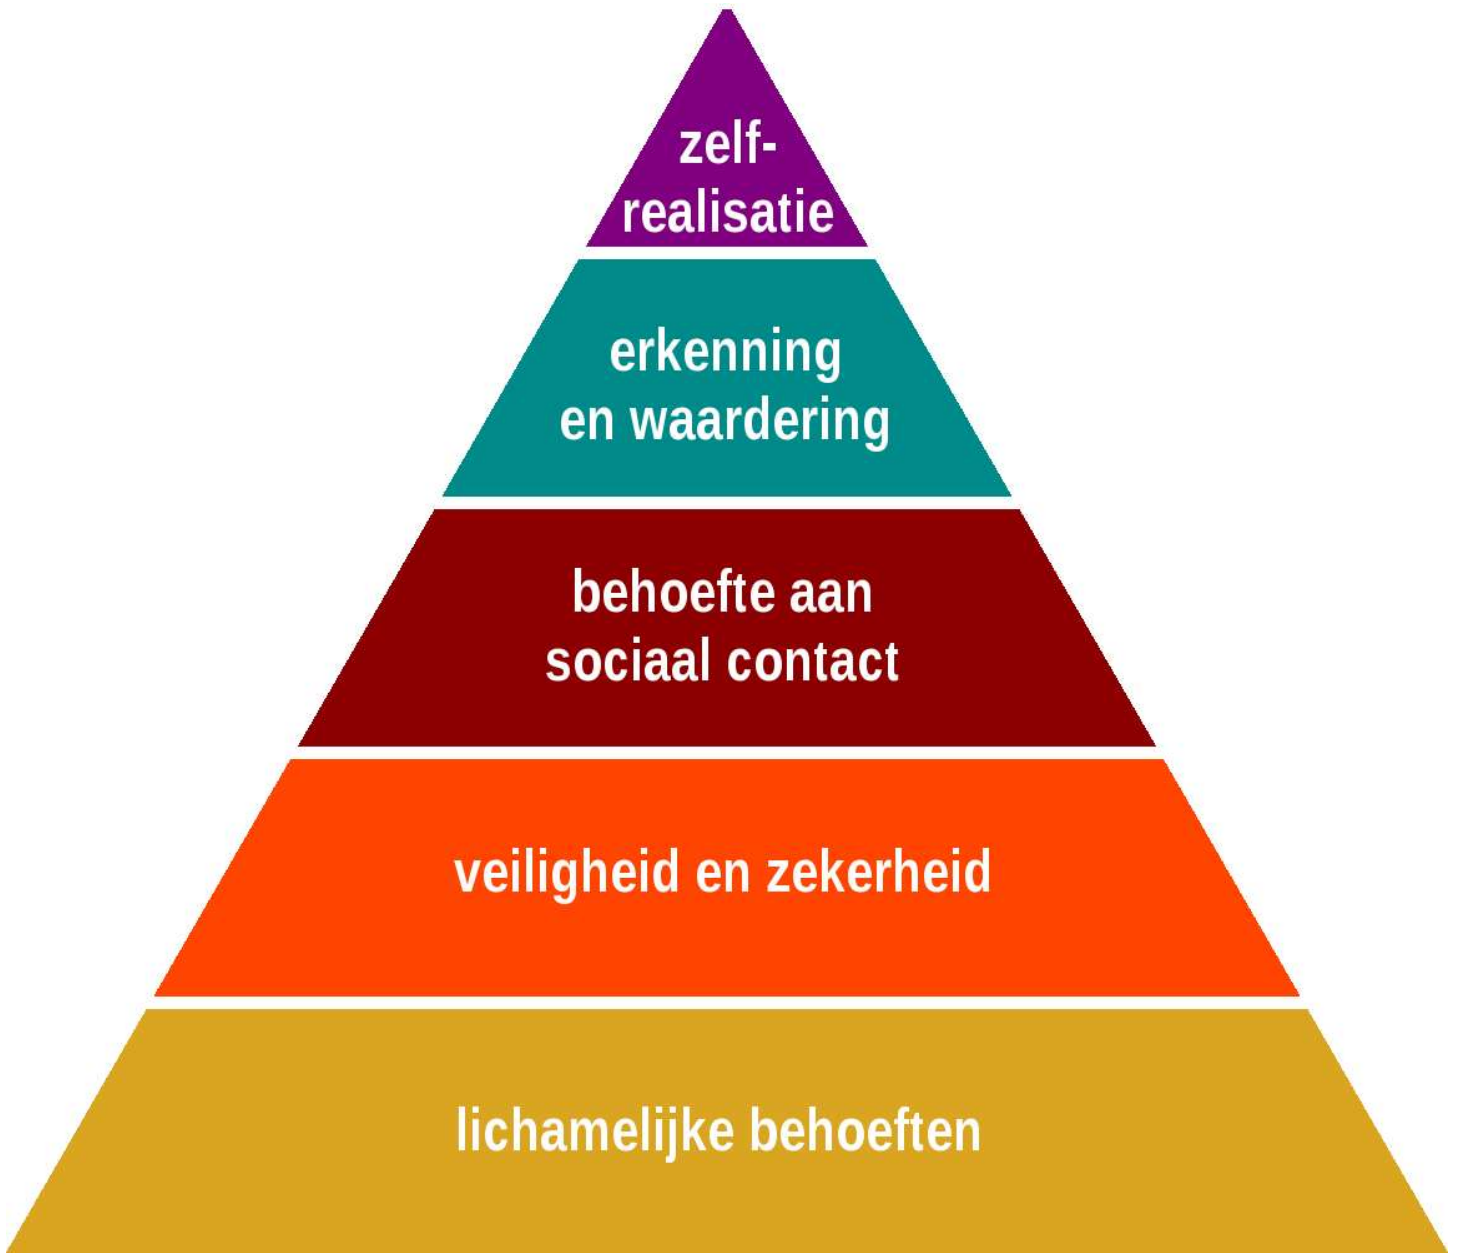 zelf-
realisatie
erkenning
en waardering
behoefte aan
sociaal contact
veiligheid en zekerheid
lichamelijke behoeften